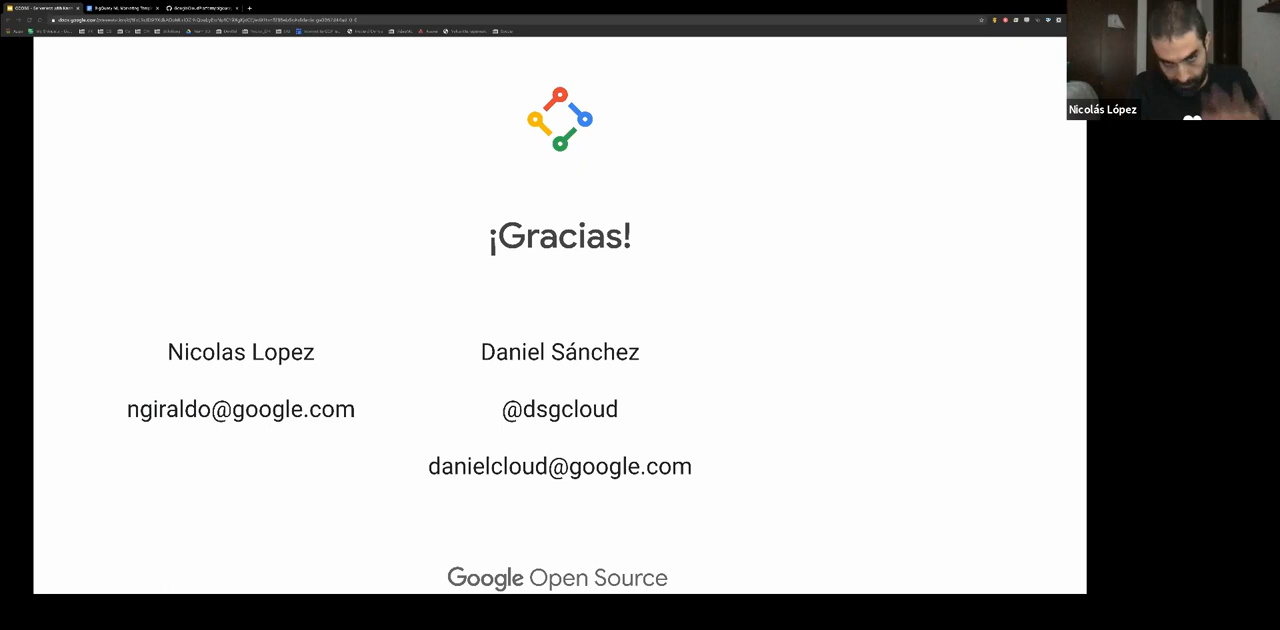 Nicolás López
¡Gracias!
Nicolas Lopez
Daniel Sánchez
ngiraldo@google.com
@dsgcloud
danielcloud@google.com
Google Open Source